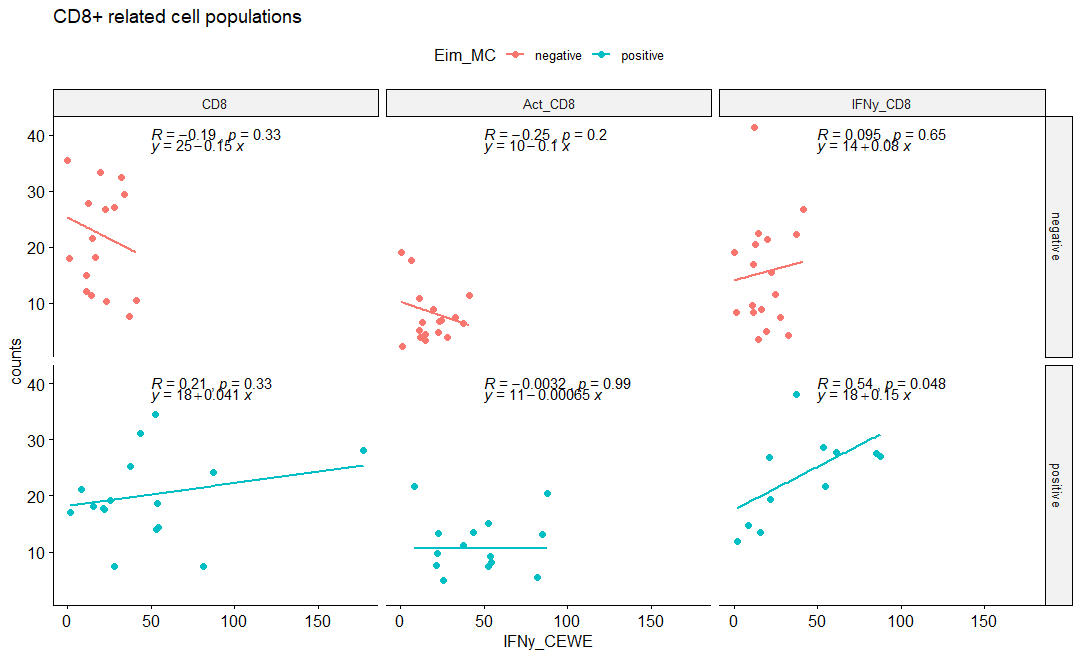 CD8+ related cell populations
Eim_MC negative positive
CD8 Act_CD8 IFNy_CD8
R = −0.19 , p = 0.33
y = 25 − 0.15 x
R = −0.25 , p = 0.2
y = 10 − 0.1 x
R = 0.095 , p = 0.65
y = 14 + 0.08 x
40
30
20
10
negative
counts
R = 0.21 , p = 0.33
y = 18 + 0.041 x
R = −0.0032 , p = 0.99
y = 11 − 0.00065 x
R = 0.54 , p = 0.048
y = 18 + 0.15 x
40
30
20
10
positive
0 50 100 150 0 50 100 150 0 50 100 150
IFNy_CEWE